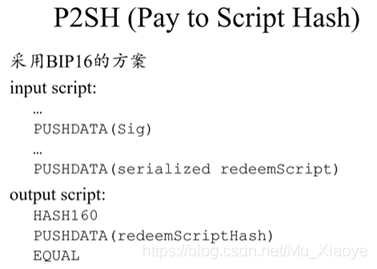 P2SH (Pay to Script Hash)
采用BIP16的方案
input script:
…
PUSHDATA(Sig)
…
PUSHDATA(serialized redeemScript)
output script:
HASH160
PUSHDATA(redeemScriptHash)
EQUAL
https://blog.csdn.net/Mu_Xiaoye